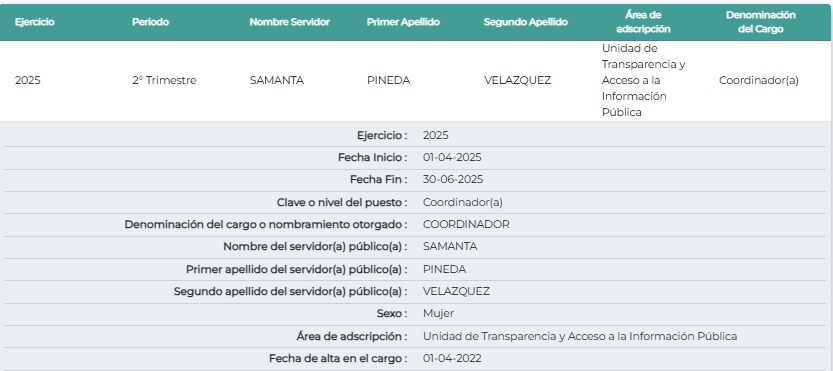 Ejercicio Periodo Nombre Servidor Primer Apellido Segundo Apellido Área de adscripción Denominación del Cargo
2025 2° Trimestre SAMANTA PINEDA VELAZQUEZ Unidad de Transparencia y Acceso a la Información Pública Coordinador(a)
Ejercicio : 2025
Fecha Inicio : 01-04-2025
Fecha Fin : 30-06-2025
Clave o nivel del puesto : Coordinador(a)
Denominación del cargo o nombramiento otorgado : COORDINADOR
Nombre del servidor(a) público(a) : SAMANTA
Primer apellido del servidor(a) público(a) : PINEDA
Segundo apellido del servidor(a) público(a) : VELAZQUEZ
Sexo : Mujer
Área de adscripción : Unidad de Transparencia y Acceso a la Información Pública
Fecha de alta en el cargo : 01-04-2022